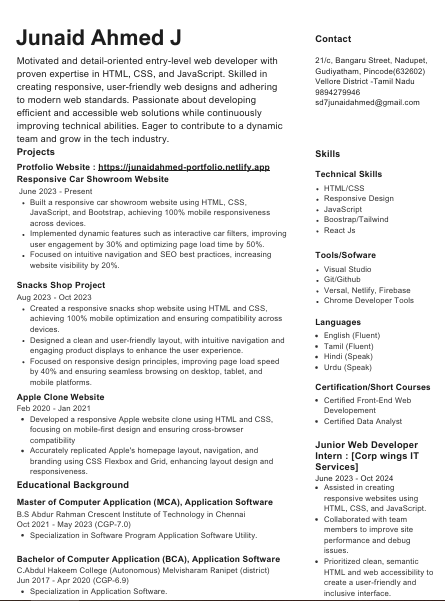 Junaid Ahmed J
Motivated and detail-oriented entry-level web developer with
proven expertise in HTML, CSS, and JavaScript. Skilled in
creating responsive, user-friendly web designs and adhering
to modern web standards. Passionate about developing
efficient and accessible web solutions while continuously
improving technical abilities. Eager to contribute to a dynamic
team and grow in the tech industry.
Projects
Protfolio Website : https://junaidahmed-portfolio.netlify.app
Responsive Car Showroom Website
June 2023 - Present
• Built a responsive car showroom website using HTML, CSS,
JavaScript, and Bootstrap, achieving 100% mobile responsiveness
across devices.
• Implemented dynamic features such as interactive car filters, improving
user engagement by 30% and optimizing page load time by 50%.
• Focused on intuitive navigation and SEO best practices, increasing
website visibility by 20%.
Snacks Shop Project
Aug 2023 - Oct 2023
• Created a responsive snacks shop website using HTML and CSS,
achieving 100% mobile optimization and ensuring compatibility across
devices.
• Designed a clean and user-friendly layout, with intuitive navigation and
engaging product displays to enhance the user experience.
• Focused on responsive design principles, improving page load speed
by 40% and ensuring seamless browsing on desktop, tablet, and
mobile platforms.
Apple Clone Website
Feb 2020 - Jan 2021
• Developed a responsive Apple website clone using HTML and CSS,
focusing on mobile-first design and ensuring cross-browser
compatibility
• Accurately replicated Apple's homepage layout, navigation, and
branding using CSS Flexbox and Grid, enhancing layout design and
responsiveness.
Educational Background
Master of Computer Application (MCA), Application Software
B.S Abdur Rahman Crescent Institute of Technology in Chennai
Oct 2021 - May 2023 (CGP-7.0)
• Specialization in Software Program Application Software Utility.
Bachelor of Computer Application (BCA), Application Software
C.Abdul Hakeem College (Autonomous) Melvisharam Ranipet (district)
Jun 2017 - Apr 2020 (CGP-6.9)
• Specialization in Application Software.
Contact
21/c, Bangaru Street, Nadupet,
Gudiyatham, Pincode(632602)
Vellore District -Tamil Nadu
9894279946
sd7junaidahmed@gmail.com
Skills
Technical Skills
• HTML/CSS
• Responsive Design
• JavaScript
• Boostrap/Tailwind
• React Js
Tools/Sofware
• Visual Studio
• Git/Github
• Versal, Netlify, Firebase
• Chrome Developer Tools
Languages
• English (Fluent)
• Tamil (Fluent)
• Hindi (Speak)
• Urdu (Speak)
Certification/Short Courses
• Certified Front-End Web
Developement
• Certified Data Analyst
Junior Web Developer
Intern : [Corp wings IT
Services]
June 2023 - Oct 2024
• Assisted in creating
responsive websites using
HTML, CSS, and JavaScript.
• Collaborated with team
members to improve site
performance and debug
issues.
• Prioritized clean, semantic
HTML and web accessibility to
create a user-friendly and
inclusive interface.